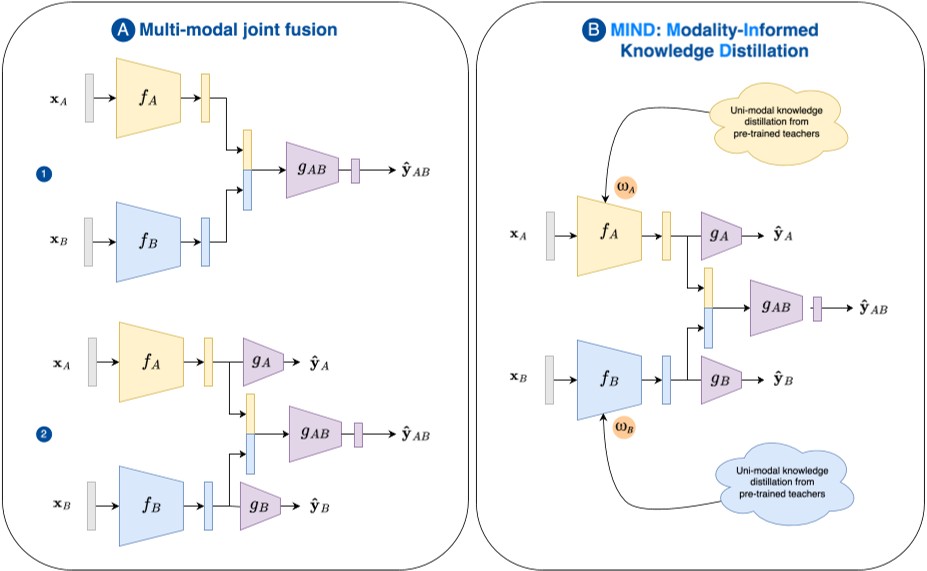 A Multi-modal joint fusion
x_A
f_A
1
g_AB
ŷ_AB
x_B
f_B
x_A
f_A
g_A
ŷ_A
2
g_AB
ŷ_AB
x_B
f_B
g_B
ŷ_B
B MIND: Modality-Informed
Knowledge Distillation
Uni-modal knowledge
distillation from
pre-trained teachers
ω_A
x_A
f_A
g_A
ŷ_A
g_AB
ŷ_AB
x_B
f_B
g_B
ŷ_B
ω_B
Uni-modal knowledge
distillation from
pre-trained teachers